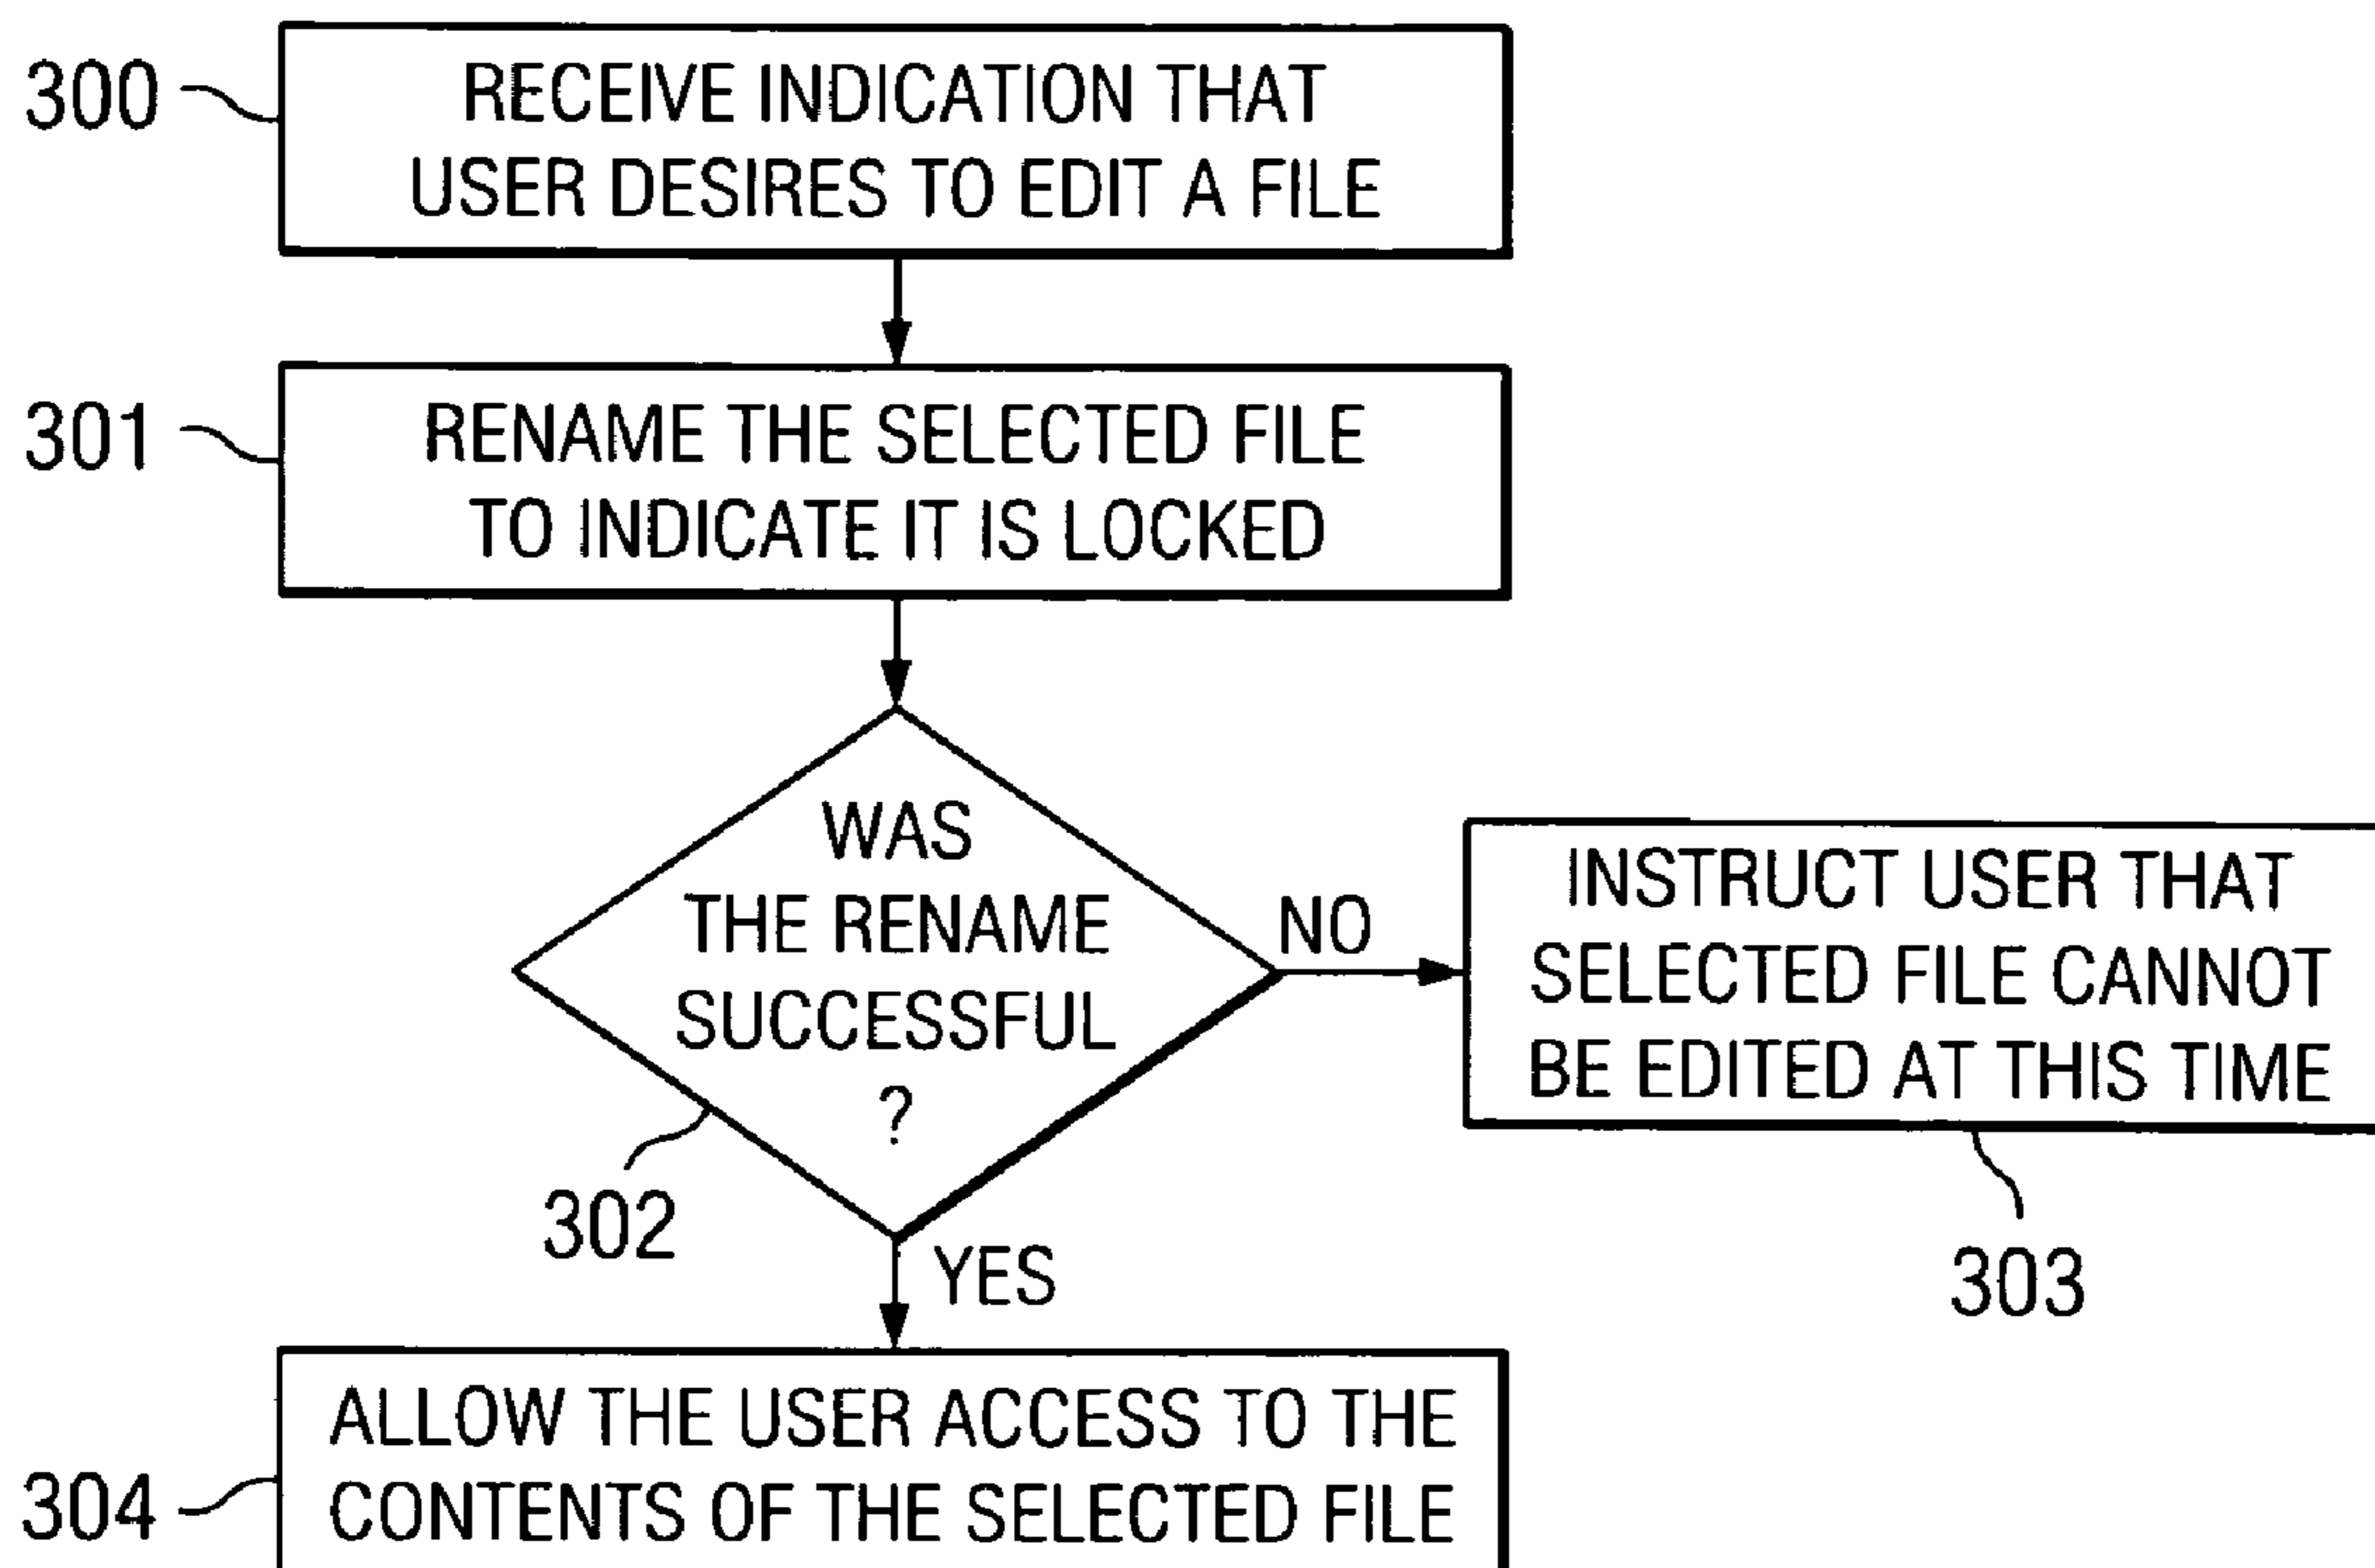 300
RECEIVE INDICATION THAT
USER DESIRES TO EDIT A FILE
301
RENAME THE SELECTED FILE
TO INDICATE IT IS LOCKED
WAS
THE RENAME
SUCCESSFUL
?
302
NO
INSTRUCT USER THAT
SELECTED FILE CANNOT
BE EDITED AT THIS TIME
303
YES
304
ALLOW THE USER ACCESS TO THE
CONTENTS OF THE SELECTED FILE